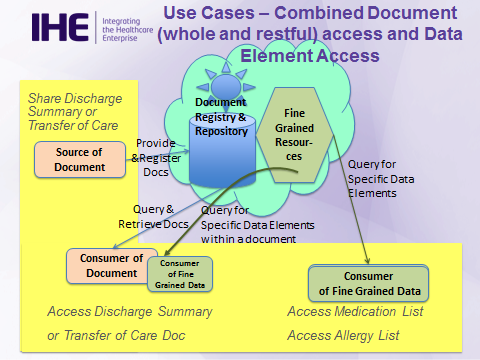 IHE
Integrating
the Healthcare
Enterprise
Use Cases – Combined Document
(whole and restful) access and Data
Element Access
Share Discharge
Summary or
Transfer of Care
Source of
Document
Provide
&Register
Docs
Document
Registry &
Repository
Fine
Grained
Resour-
ces
Query for
Specific Data
Elements
Query &
Retrieve Docs
Query for
Specific Data Elements
within a document
Consumer of
Document
Consumer
of Fine
Grained Data
Consumer
of Fine Grained Data
Access Discharge Summary
or Transfer of Care Doc
Access Medication List
Access Allergy List